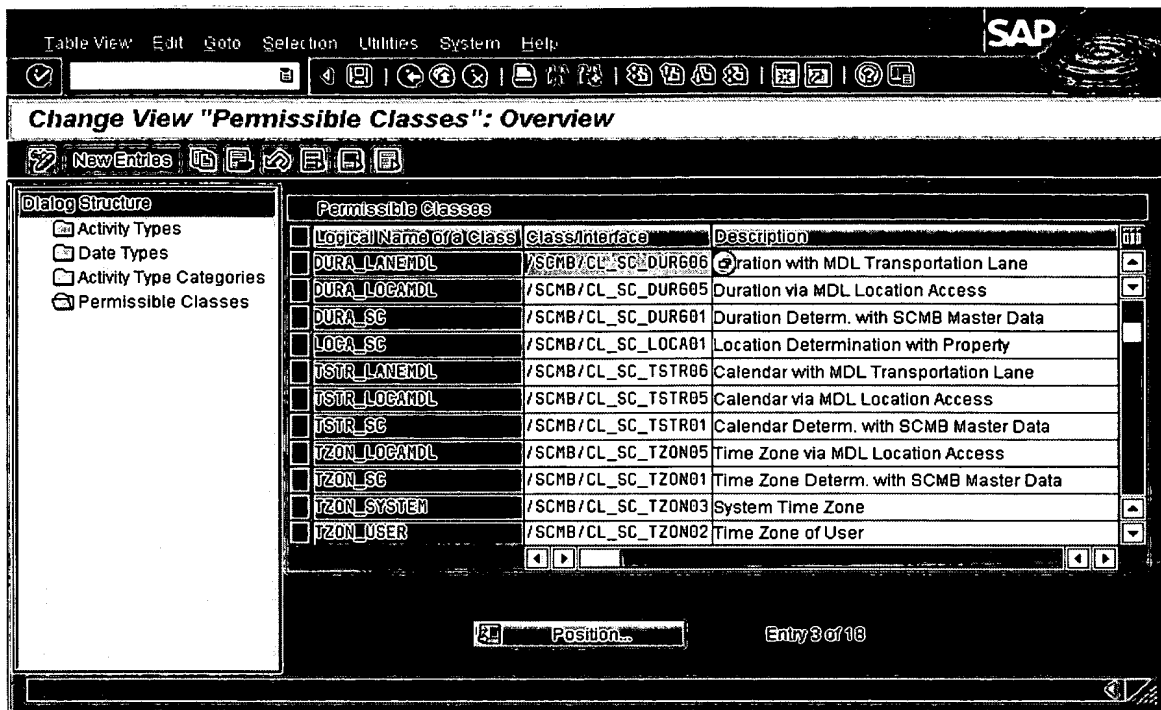 SAP
Table View Edit Goto Selection Utilities System Help
Change View "Permissible Classes": Overview
New Entries
Dialog Structure
Activity Types
Date Types
Activity Type Categories
Permissible Classes
Permissible Classes
Logical Name of a Class Class/Interface Description
DURA_LANEMDL /SCMB/CL_SC_DUR606 ration with MDL Transportation Lane
DURA_LOCAMDL /SCMB/CL_SC_DUR605 Duration via MDL Location Access
DURA_SC /SCMB/CL_SC_DUR601 Duration Determ. with SCMB Master Data
LOCA_SC /SCMB/CL_SC_LOCA01 Location Determination with Property
TSTR_LANEMDL /SCMB/CL_SC_TSTR06 Calendar with MDL Transportation Lane
TSTR_LOCAMDL /SCMB/CL_SC_TSTR05 Calendar via MDL Location Access
TSTR_SC /SCMB/CL_SC_TSTR01 Calendar Determ. with SCMB Master Data
TZON_LOCAMDL /SCMB/CL_SC_TZON05 Time Zone via MDL Location Access
TZON_SC /SCMB/CL_SC_TZON01 Time Zone Determ. with SCMB Master Data
TZON_SYSTEM /SCMB/CL_SC_TZON03 System Time Zone
TZON_USER /SCMB/CL_SC_TZON02 Time Zone of User
Position... Entry 3 of 18